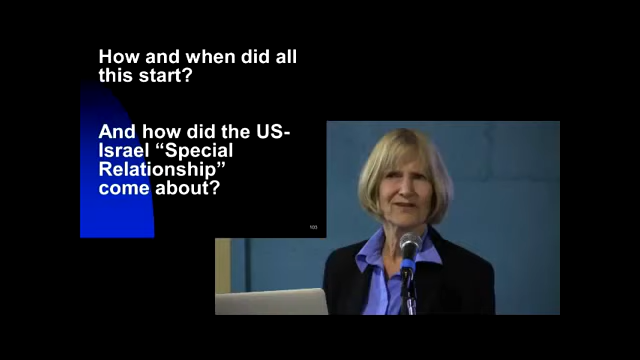 How and when did all
this start?
And how did the US-
Israel “Special
Relationship”
come about?
103